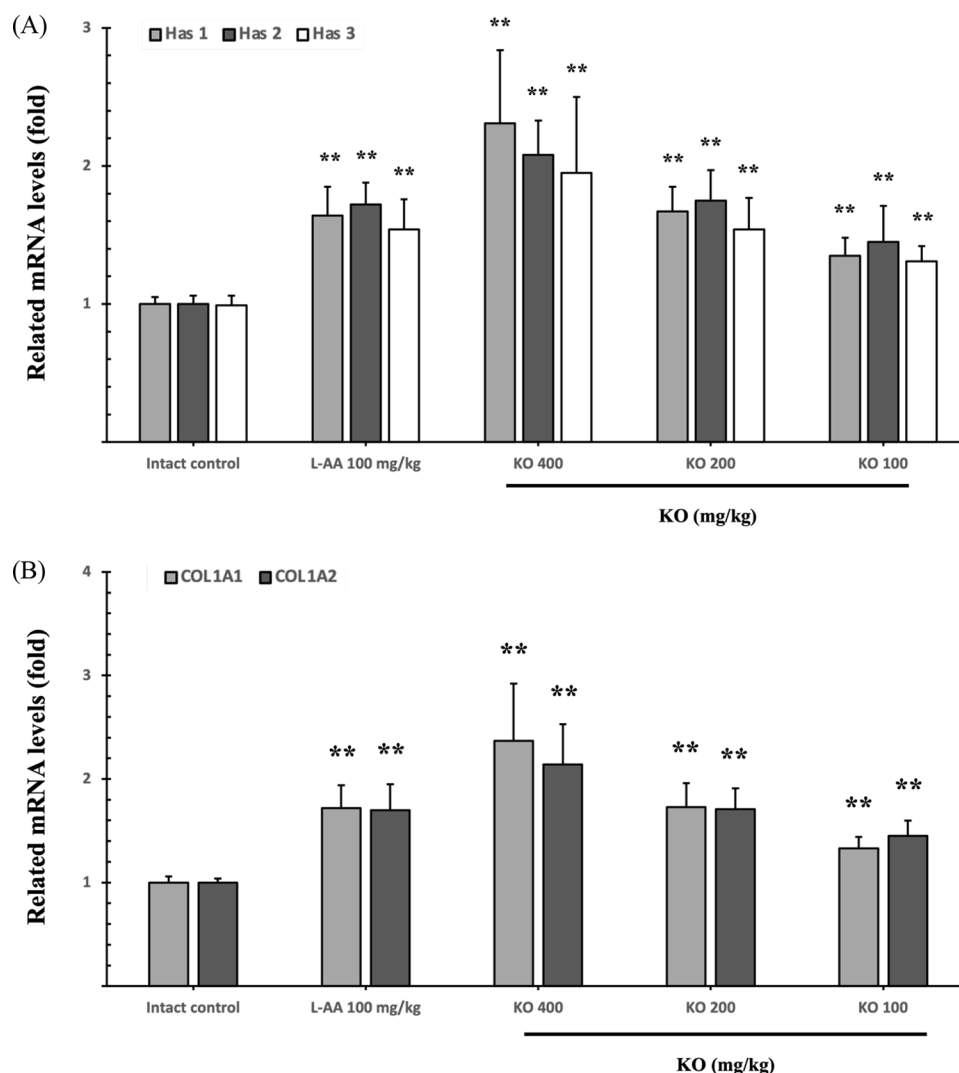 (A)
Has 1 Has 2 Has 3
Related mRNA levels (fold)
3
2
1
** ** **
** ** **
** ** **
** ** **
Intact control L-AA 100 mg/kg KO 400 KO 200 KO 100
KO (mg/kg)
(B)
COL1A1 COL1A2
Related mRNA levels (fold)
4
3
2
1
** **
** **
** **
** **
Intact control L-AA 100 mg/kg KO 400 KO 200 KO 100
KO (mg/kg)